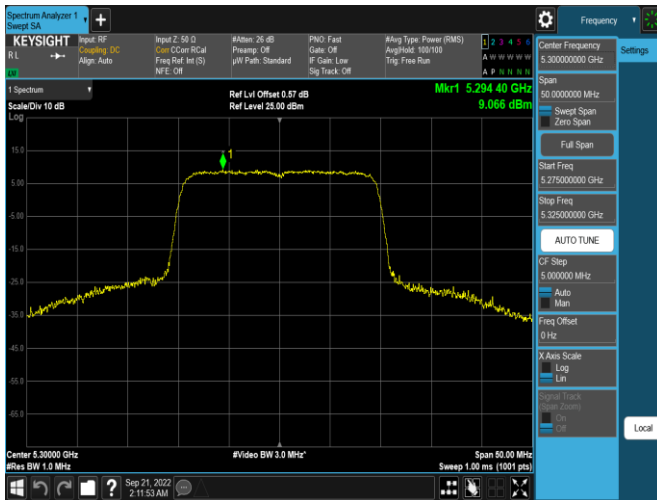 Spectrum Analyzer 1
Swept SA
Frequency
KEYSIGHT
R L
Input: RF
Coupling: DC
Align: Auto
Input Z: 50 Ω
Corr CCorr RCal
Freq Ref: Int (S)
NFE: Off
#Atten: 26 dB
Preamp: Off
µW Path: Standard
PNO: Fast
Gate: Off
IF Gain: Low
Sig Track: Off
#Avg Type: Power (RMS)
Avg|Hold: 100/100
Trig: Free Run
1 2 3 4 5 6
A W W W W W
A P N N N N
1 Spectrum
Scale/Div 10 dB
Log
Ref Lvl Offset 0.57 dB
Ref Level 25.00 dBm
Mkr1 5.294 40 GHz
9.066 dBm
1
15.0
5.00
-5.00
-15.0
-25.0
-35.0
-45.0
-55.0
-65.0
Center 5.30000 GHz
#Res BW 1.0 MHz
#Video BW 3.0 MHz*
Span 50.00 MHz
Sweep 1.00 ms (1001 pts)
Sep 21, 2022
2:11:53 AM
Center Frequency
5.300000000 GHz
Span
50.0000000 MHz
Swept Span
Zero Span
Full Span
Start Freq
5.275000000 GHz
Stop Freq
5.325000000 GHz
AUTO TUNE
CF Step
5.000000 MHz
Auto
Man
Freq Offset
0 Hz
X Axis Scale
Log
Lin
Signal Track
(Span Zoom)
On
Off
Settings
Local